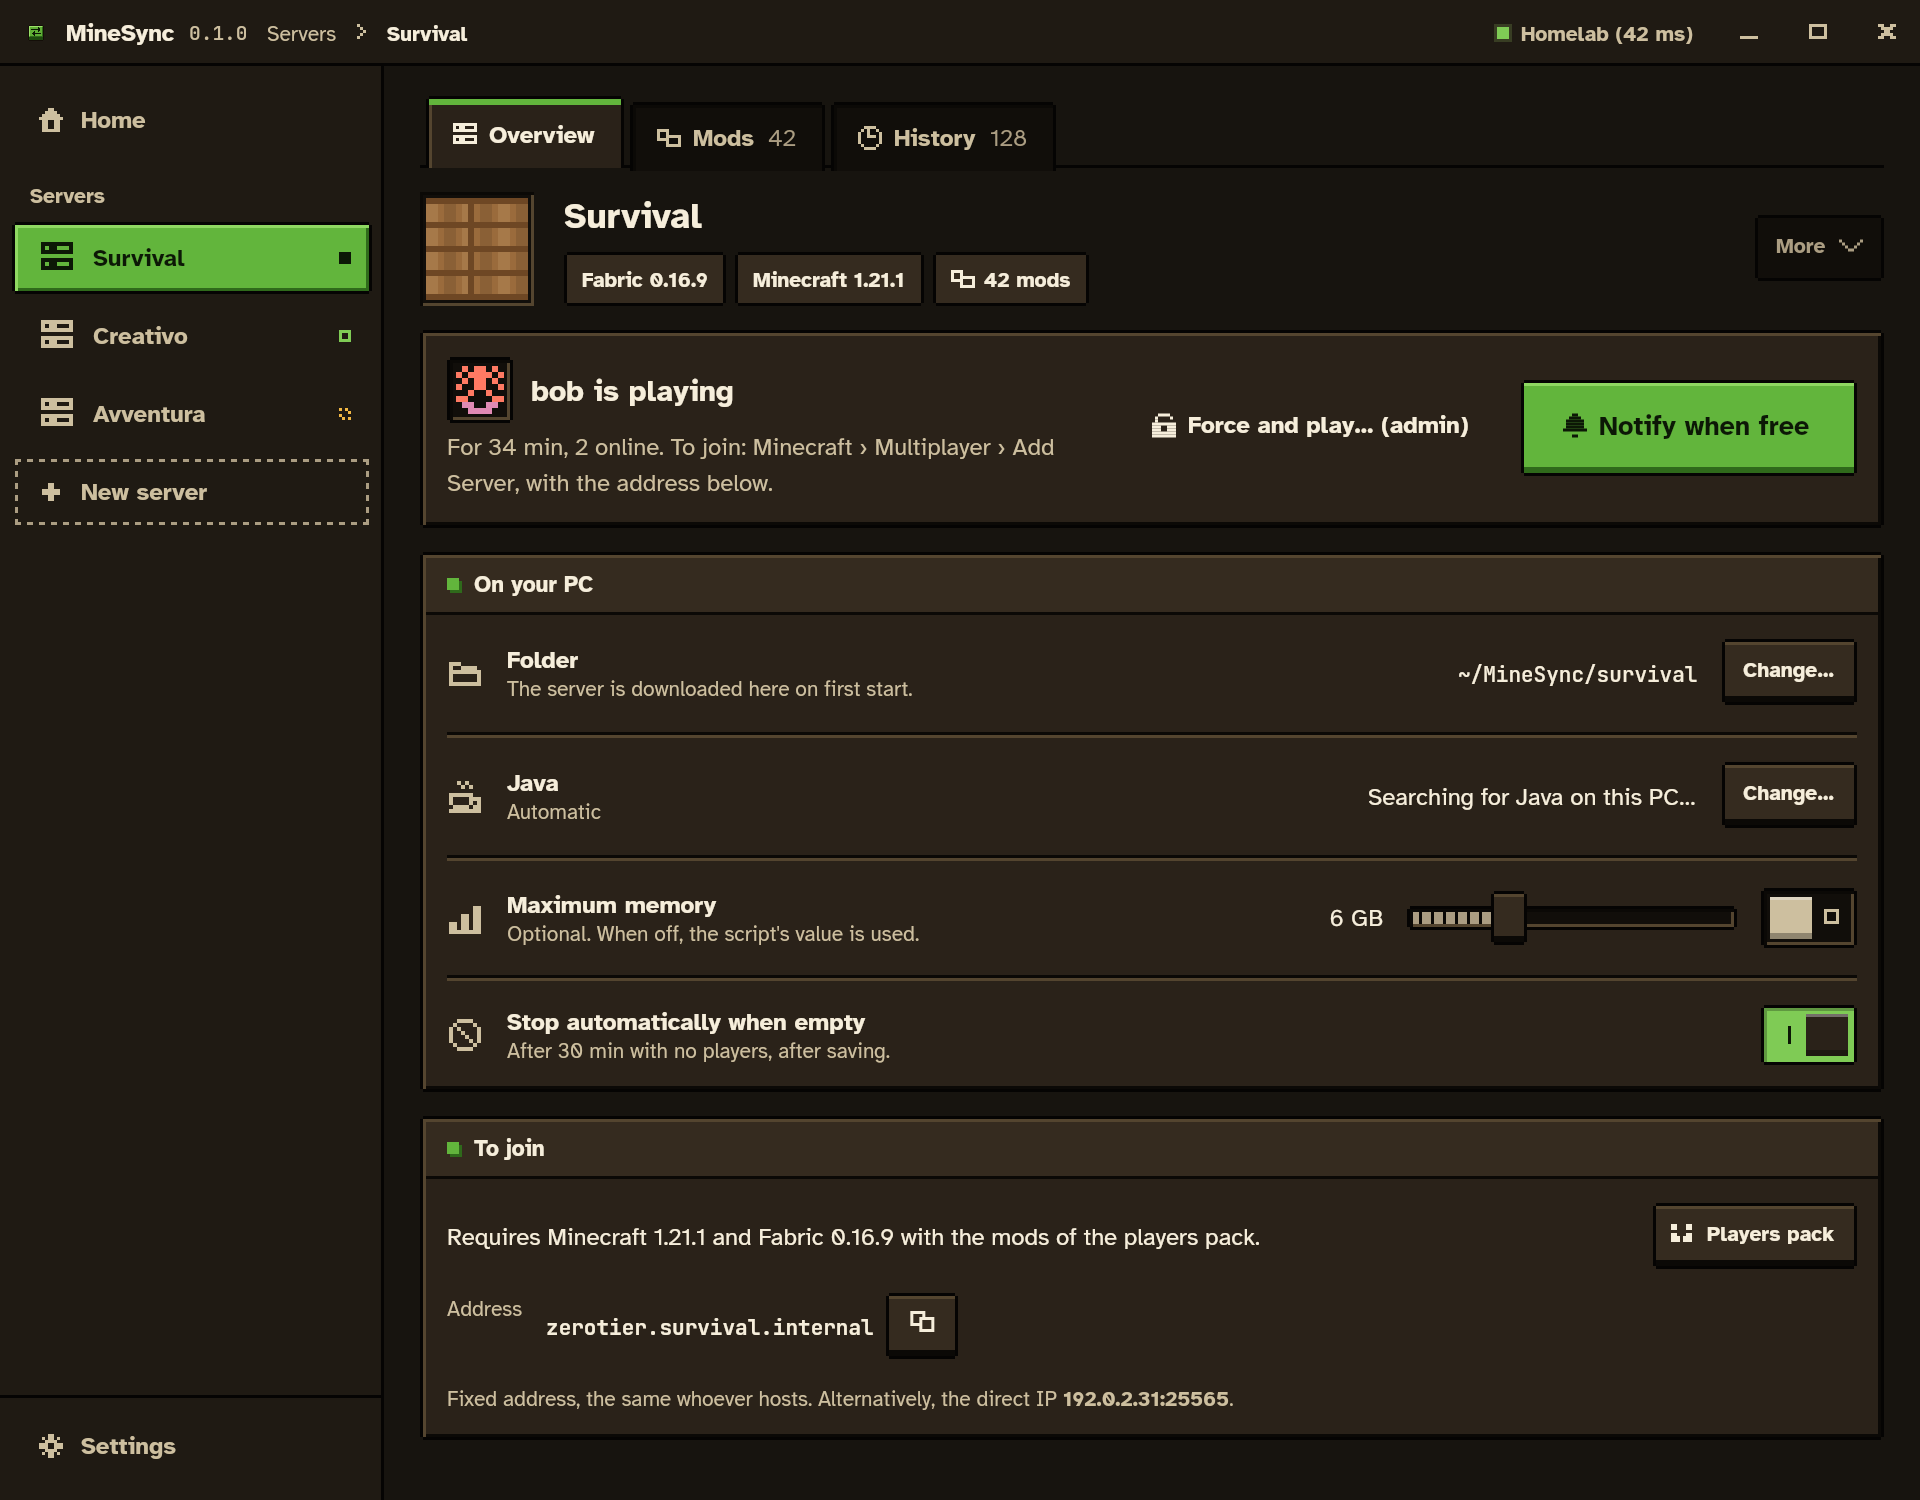 MineSync 0.1.0 Servers Survival
Homelab (42 ms)
Home
Servers
Survival
Creativo
Avventura
New server
Settings
Overview
Mods 42
History 128
Survival
Fabric 0.16.9
Minecraft 1.21.1
42 mods
More
bob is playing
For 34 min, 2 online. To join: Minecraft › Multiplayer › Add
Server, with the address below.
Force and play... (admin)
Notify when free
On your PC
Folder
The server is downloaded here on first start.
~/MineSync/survival
Change...
Java
Automatic
Searching for Java on this PC...
Change...
Maximum memory
Optional. When off, the script's value is used.
6 GB
Stop automatically when empty
After 30 min with no players, after saving.
To join
Requires Minecraft 1.21.1 and Fabric 0.16.9 with the mods of the players pack.
Players pack
Address
zerotier.survival.internal
Fixed address, the same whoever hosts. Alternatively, the direct IP 192.0.2.31:25565.